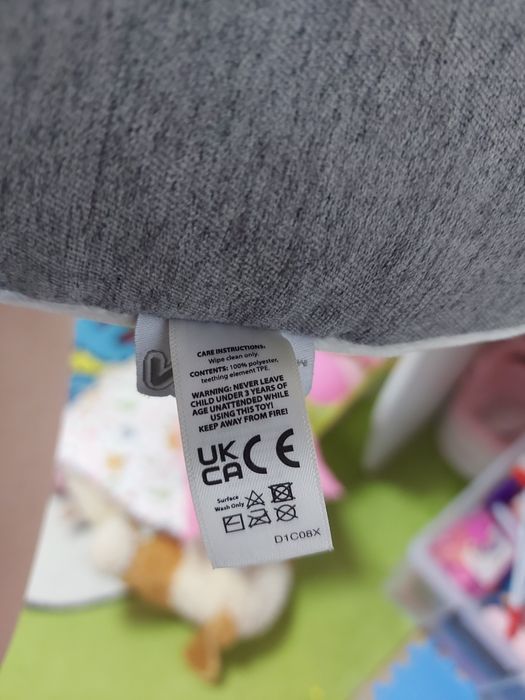 CARE INSTRUCTIONS:
Wipe clean only.
CONTENTS: 100% polyester,
teething element TPE.
WARNING: NEVER LEAVE
CHILD UNDER 3 YEARS OF
AGE UNATTENDED WHILE
USING THIS TOY!
KEEP AWAY FROM FIRE!
UK
CA CE
Surface
Wash Only
D1C08X